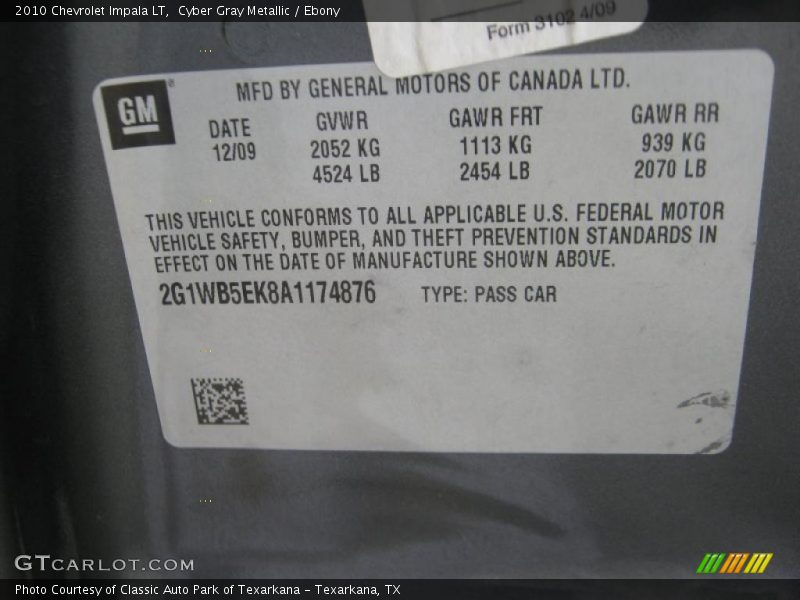 2010 Chevrolet Impala LT, Cyber Gray Metallic / Ebony
Form 3102 4/09
GM
MFD BY GENERAL MOTORS OF CANADA LTD.
DATE GVWR GAWR FRT GAWR RR
12/09 2052 KG 1113 KG 939 KG
4524 LB 2454 LB 2070 LB
THIS VEHICLE CONFORMS TO ALL APPLICABLE U.S. FEDERAL MOTOR
VEHICLE SAFETY, BUMPER, AND THEFT PREVENTION STANDARDS IN
EFFECT ON THE DATE OF MANUFACTURE SHOWN ABOVE.
2G1WB5EK8A1174876 TYPE: PASS CAR
GTCARLOT.COM
Photo Courtesy of Classic Auto Park of Texarkana - Texarkana, TX